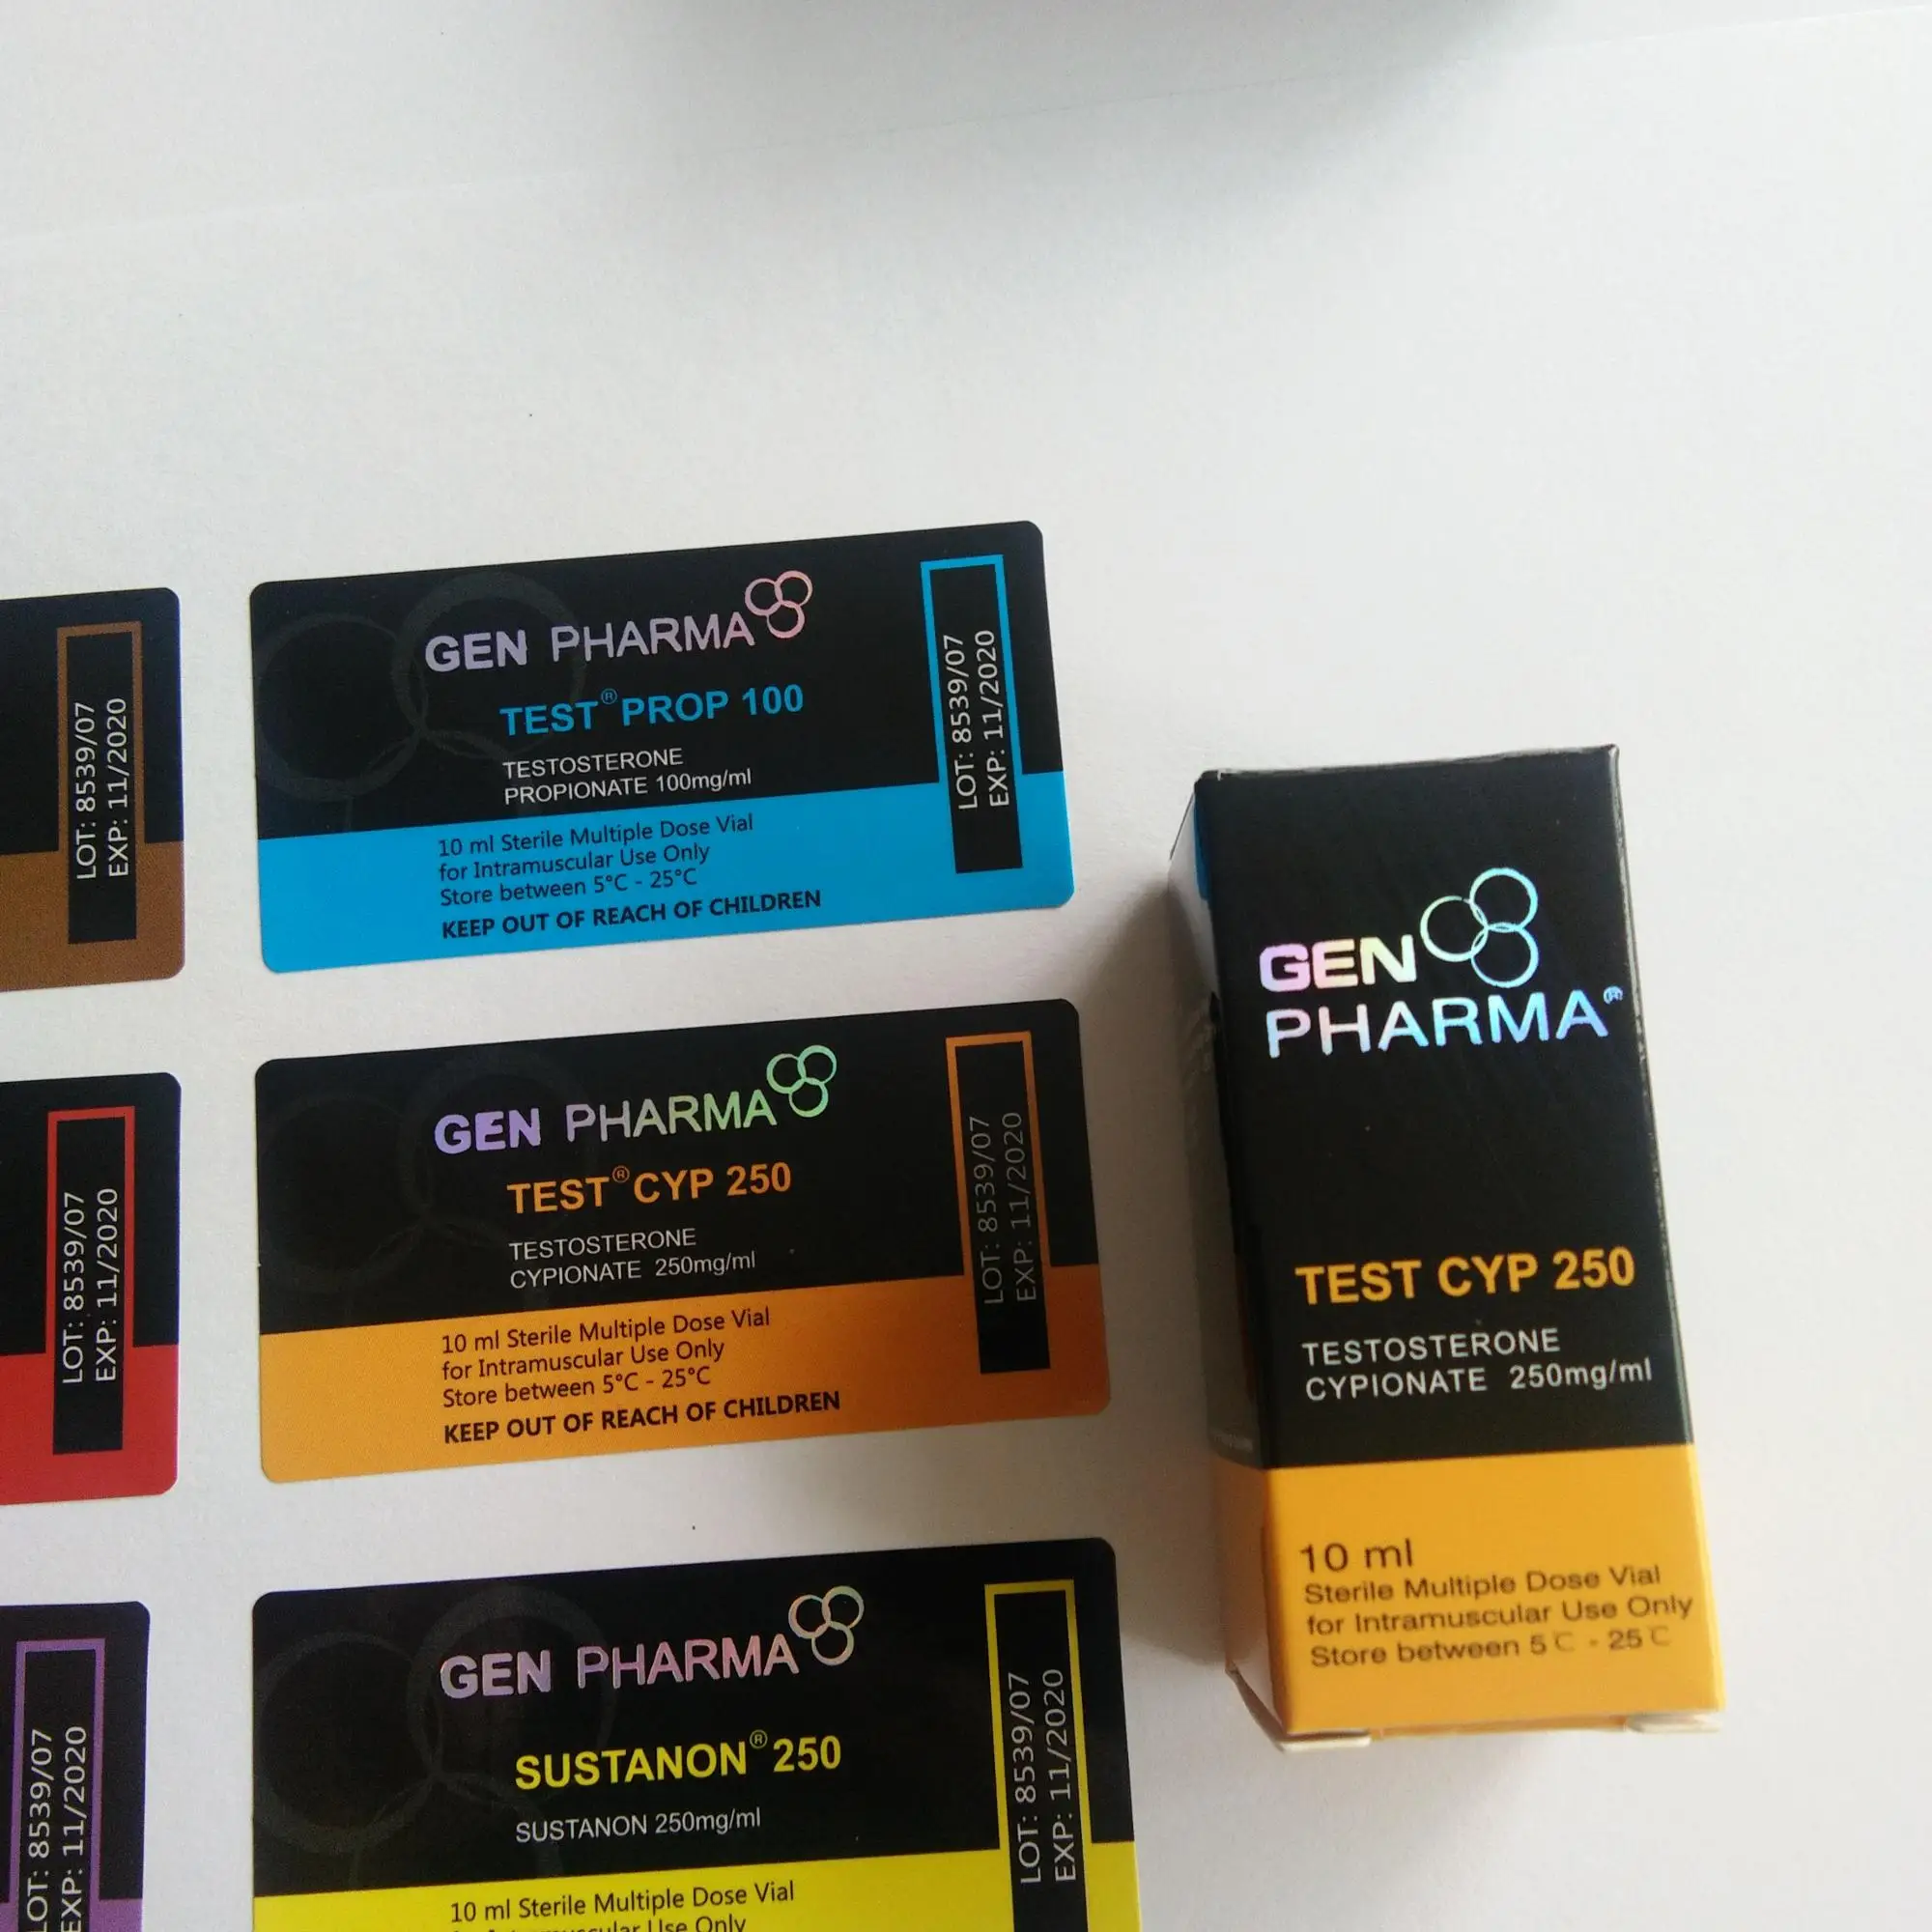 LOT: 8539/07
EXP: 11/2020
GEN PHARMA
TEST® PROP 100
TESTOSTERONE
PROPIONATE 100mg/ml
10 ml Sterile Multiple Dose Vial
for Intramuscular Use Only
Store between 5°C - 25°C
KEEP OUT OF REACH OF CHILDREN
LOT: 8539/07
EXP: 11/2020
LOT: 8539/07
EXP: 11/2020
GEN PHARMA
TEST® CYP 250
TESTOSTERONE
CYPIONATE 250mg/ml
10 ml Sterile Multiple Dose Vial
for Intramuscular Use Only
Store between 5°C - 25°C
KEEP OUT OF REACH OF CHILDREN
LOT: 8539/07
EXP: 11/2020
LOT: 8539/07
EXP: 11/2020
GEN PHARMA
SUSTANON® 250
SUSTANON 250mg/ml
10 ml Sterile Multiple Dose Vial
Use Only
LOT: 8539/07
EXP: 11/2020
GEN
PHARMA®
TEST CYP 250
TESTOSTERONE
CYPIONATE 250mg/ml
10 ml
Sterile Multiple Dose Vial
for Intramuscular Use Only
Store between 5℃ - 25℃